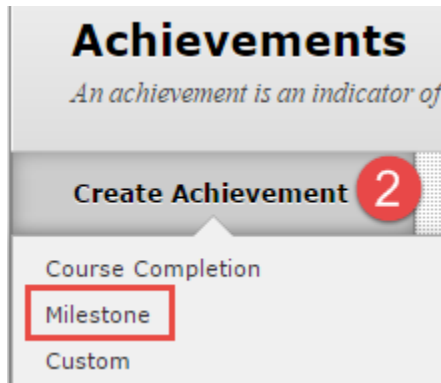 Achievements
An achievement is an indicator of
Create Achievement 2
Course Completion
Milestone
Custom